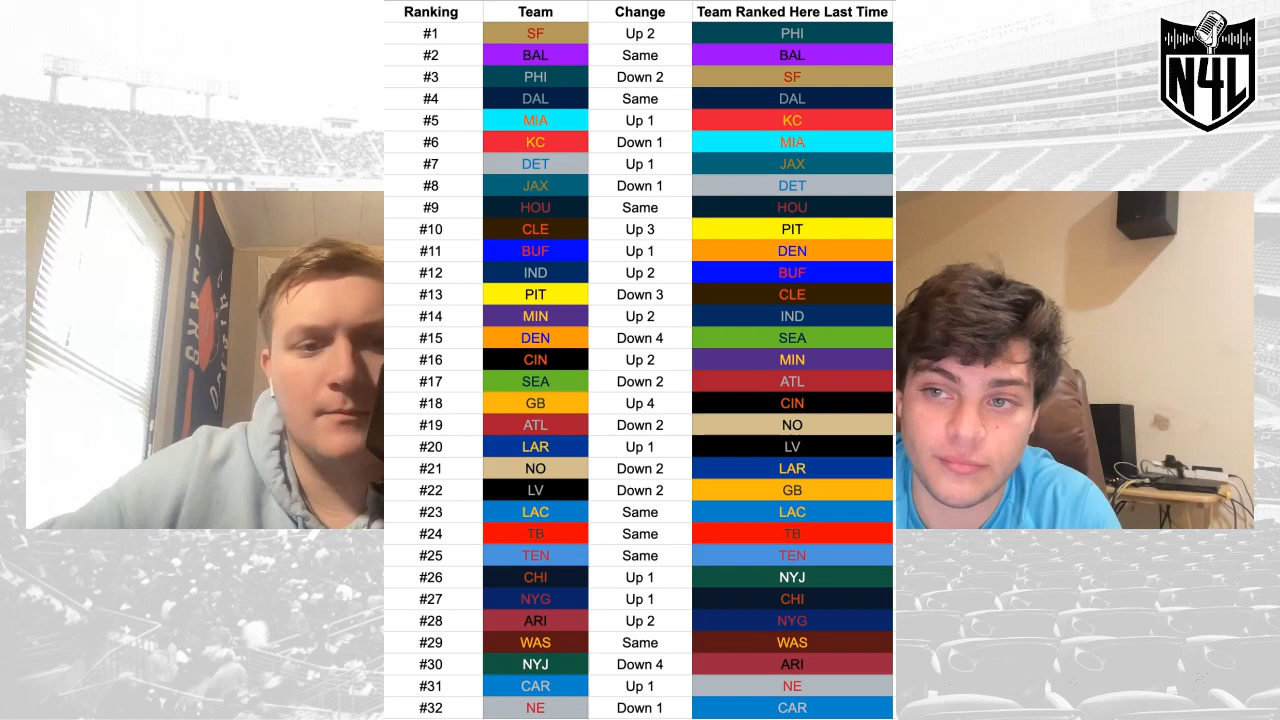 Ranking Team Change Team Ranked Here Last Time
#1 SF Up 2 PHI
#2 BAL Same BAL
#3 PHI Down 2 SF
#4 DAL Same DAL
#5 MIA Up 1 KC
#6 KC Down 1 MIA
#7 DET Up 1 JAX
#8 JAX Down 1 DET
#9 HOU Same HOU
#10 CLE Up 3 PIT
#11 BUF Up 1 DEN
#12 IND Up 2 BUF
#13 PIT Down 3 CLE
#14 MIN Up 2 IND
#15 DEN Down 4 SEA
#16 CIN Up 2 MIN
#17 SEA Down 2 ATL
#18 GB Up 4 CIN
#19 ATL Down 2 NO
#20 LAR Up 1 LV
#21 NO Down 2 LAR
#22 LV Down 2 GB
#23 LAC Same LAC
#24 TB Same TB
#25 TEN Same TEN
#26 CHI Up 1 NYJ
#27 NYG Up 1 CHI
#28 ARI Up 2 NYG
#29 WAS Same WAS
#30 NYJ Down 4 ARI
#31 CAR Up 1 NE
#32 NE Down 1 CAR
N4L